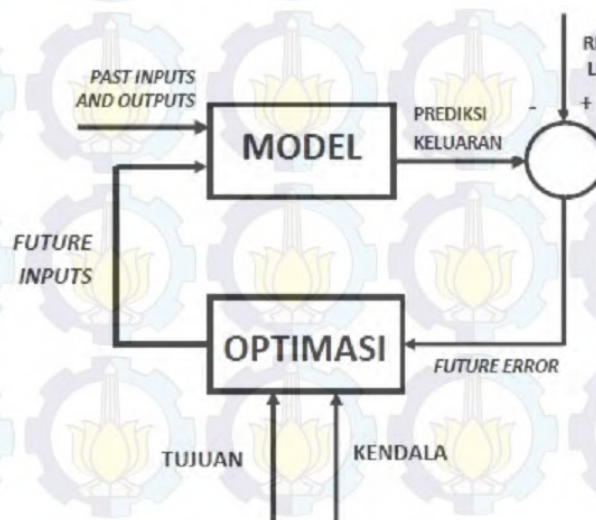 PAST INPUTS
AND OUTPUTS
MODEL
PREDIKSI
KELUARAN
- +
FUTURE
INPUTS
OPTIMASI
FUTURE ERROR
TUJUAN
KENDALA